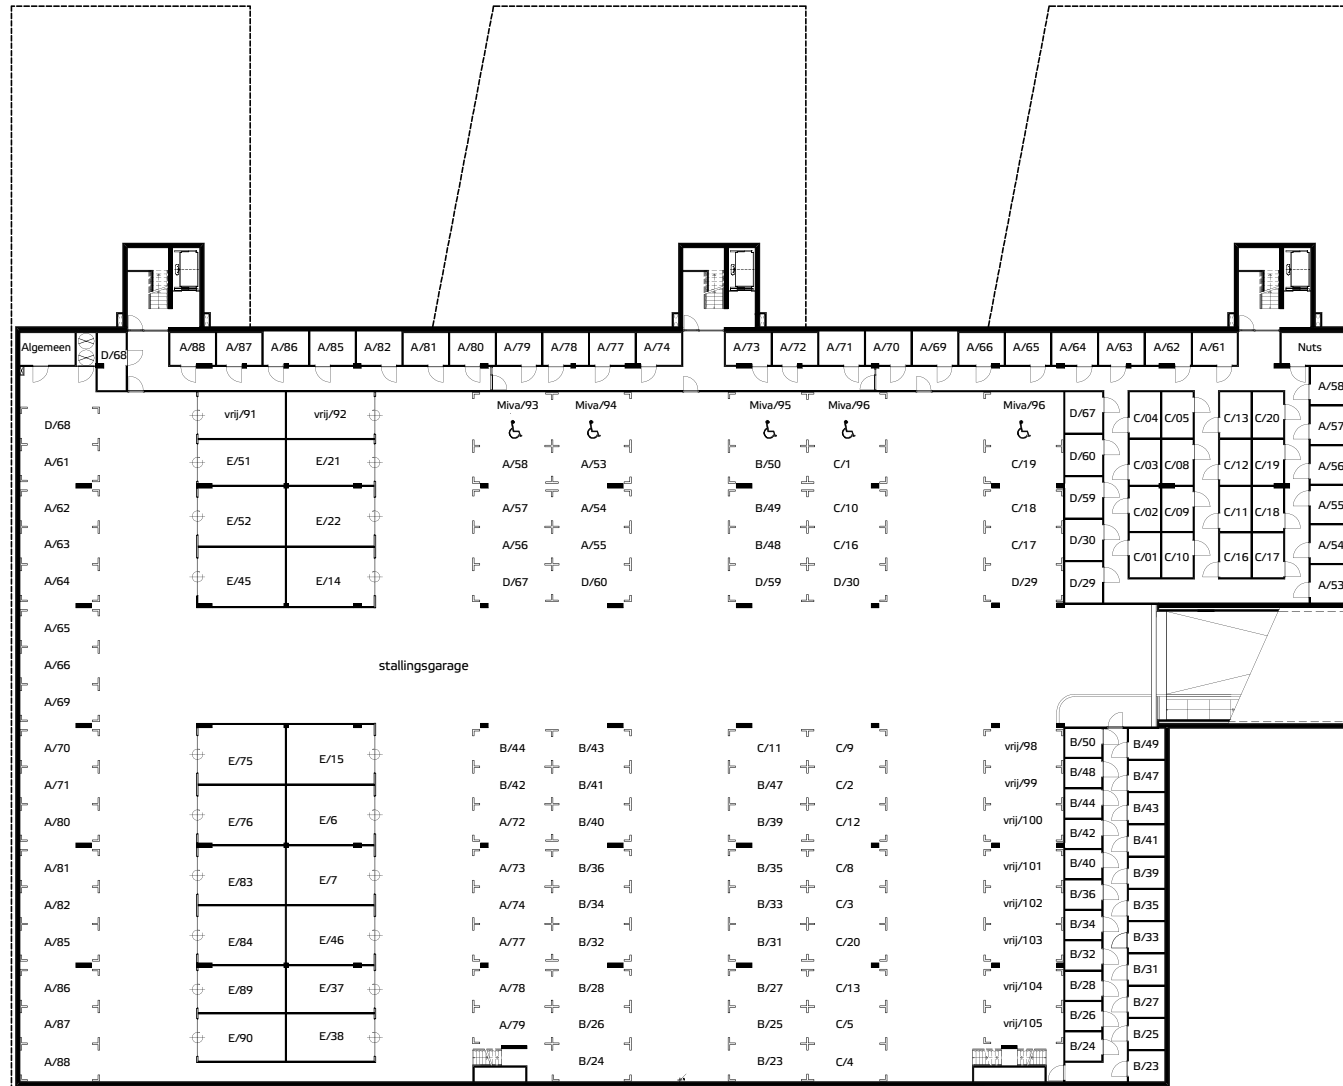 Algemeen
D/68
A/88
A/87
A/86
A/85
A/82
A/81
A/80
A/79
A/78
A/77
A/74
A/73
A/72
A/71
A/70
A/69
A/66
A/65
A/64
A/63
A/62
A/61
Nuts
D/68
A/61
A/62
A/63
A/64
A/65
A/66
A/69
A/70
A/71
A/80
A/81
A/82
A/85
A/86
A/87
A/88
vrij/91
vrij/92
E/51
E/21
E/52
E/22
E/45
E/14
stallingsgarage
E/75
E/15
E/76
E/6
E/83
E/7
E/84
E/46
E/89
E/37
E/90
E/38
Miva/93
Miva/94
A/58
A/53
A/57
A/54
A/56
A/55
D/67
D/60
B/44
B/43
B/42
B/41
A/72
B/40
A/73
B/36
A/74
B/34
A/77
B/32
A/78
B/28
A/79
B/26
B/24
Miva/95
Miva/96
B/50
C/1
B/49
C/10
B/48
C/16
D/59
D/30
C/11
C/9
B/47
C/2
B/39
C/12
B/35
C/8
B/33
C/3
B/31
C/20
B/27
C/13
B/25
C/5
B/23
C/4
Miva/96
C/19
C/18
C/17
D/29
vrij/98
vrij/99
vrij/100
vrij/101
vrij/102
vrij/103
vrij/104
vrij/105
D/67
D/60
D/59
D/30
D/29
C/04
C/05
C/03
C/08
C/02
C/09
C/01
C/10
C/13
C/20
C/12
C/19
C/11
C/18
C/16
C/17
A/58
A/57
A/56
A/55
A/54
A/53
B/50
B/48
B/44
B/42
B/40
B/36
B/34
B/32
B/28
B/26
B/24
B/49
B/47
B/43
B/41
B/39
B/35
B/33
B/31
B/27
B/25
B/23